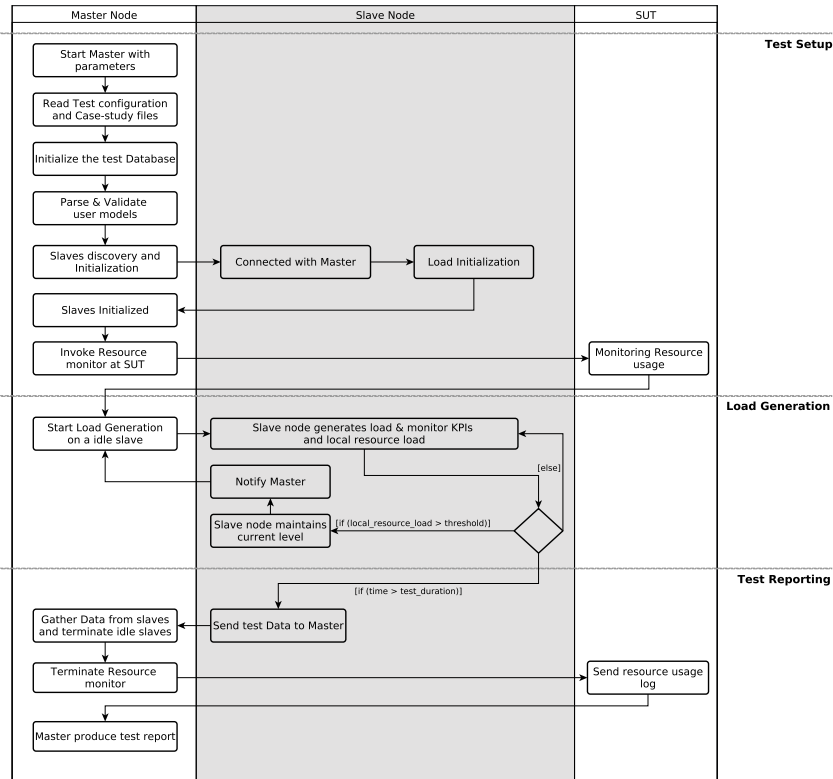 Master Node
Slave Node
SUT
Test Setup
Start Master with
parameters
Read Test configuration
and Case-study files
Initialize the test Database
Parse & Validate
user models
Slaves discovery and
Initialization
Connected with Master
Load Initialization
Slaves Initialized
Invoke Resource
monitor at SUT
Monitoring Resource
usage
Load Generation
Start Load Generation
on a idle slave
Slave node generates load & monitor KPIs
and local resource load
[else]
Notify Master
Slave node maintains
current level
[if (local_resource_load > threshold)]
Test Reporting
[if (time > test_duration)]
Gather Data from slaves
and terminate idle slaves
Send test Data to Master
Terminate Resource
monitor
Send resource usage
log
Master produce test report